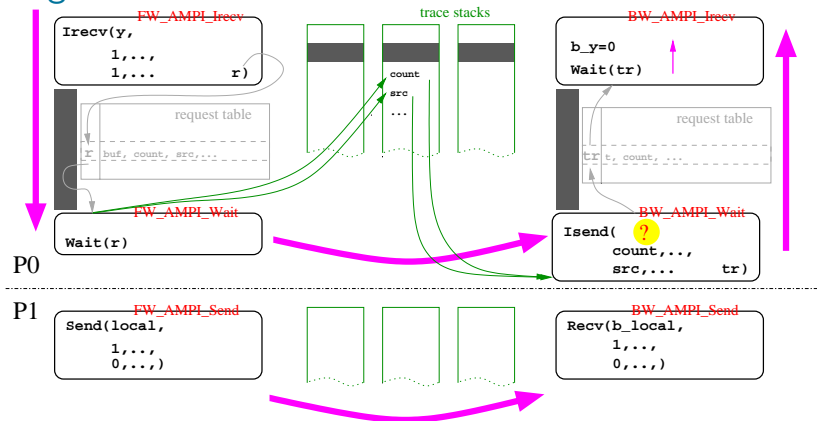 FW_AMPI_Irecv
Irecv(y,
1,..,
1,... r)
trace stacks
BW_AMPI_Irecv
b_y=0
Wait(tr)
count
src
...
request table
r buf, count, src,...
request table
tr t, count, ...
FW_AMPI_Wait
Wait(r)
BW_AMPI_Wait
Isend( ?
count,..,
src,... tr)
P0
P1
FW_AMPI_Send
Send(local,
1,..,
0,..,)
BW_AMPI_Send
Recv(b_local,
1,..,
0,..,)